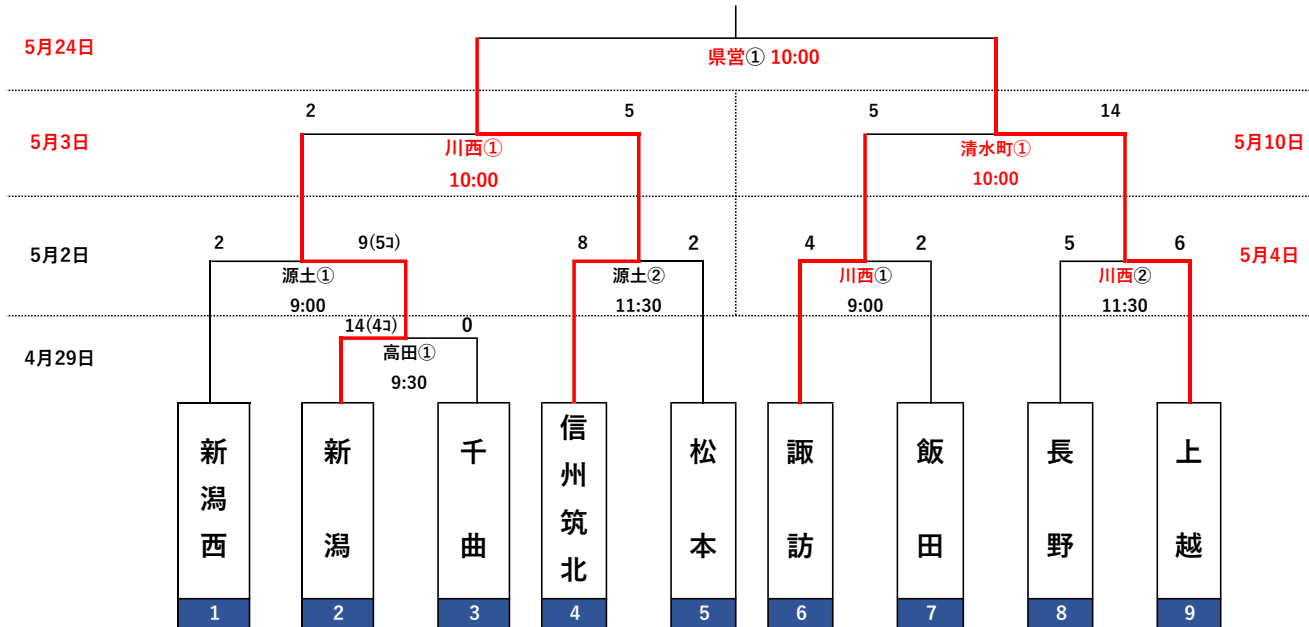 5月24日
県営① 10:00
2
5
5
14
5月3日
川西①
10:00
清水町①
10:00
5月10日
2
9(5コ)
8
2
4
2
5
6
5月2日
源土①
9:00
源土②
11:30
川西①
9:00
川西②
11:30
5月4日
14(4コ)
0
4月29日
高田①
9:30
新潟西
新潟
千曲
信州筑北
松本
諏訪
飯田
長野
上越
1
2
3
4
5
6
7
8
9